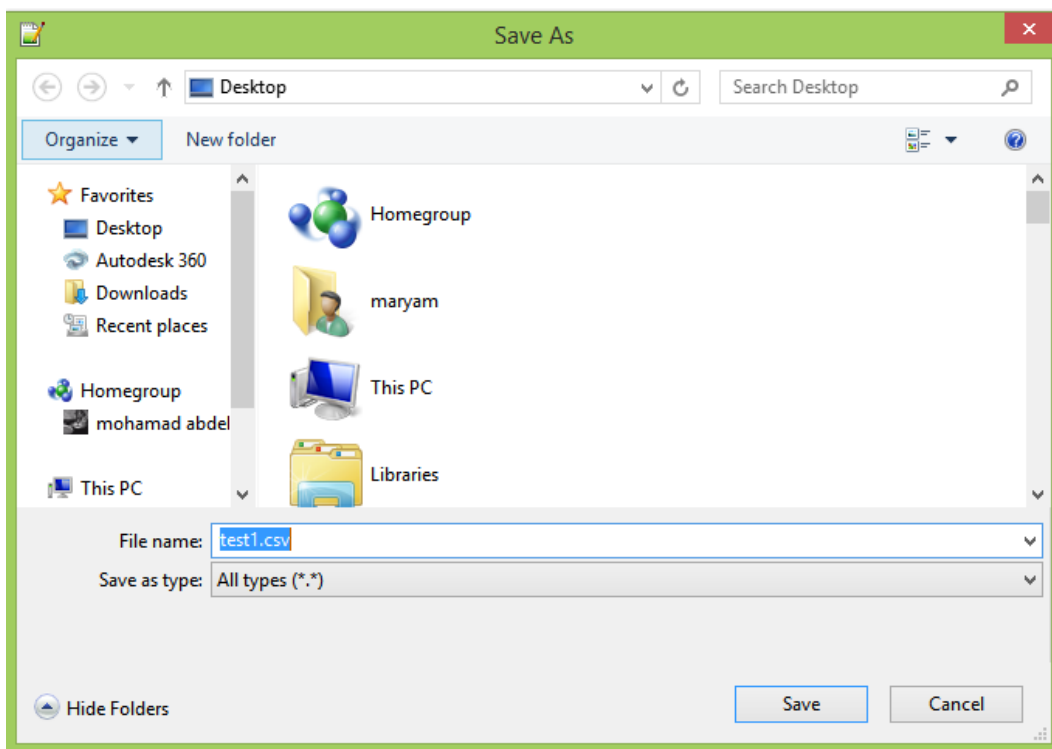 Save As
Desktop
Search Desktop
Organize
New folder
Favorites
Desktop
Autodesk 360
Downloads
Recent places
Homegroup
mohamad abdel
This PC
Homegroup
maryam
This PC
Libraries
File name: test1.csv
Save as type: All types (*.*)
Hide Folders
Save
Cancel